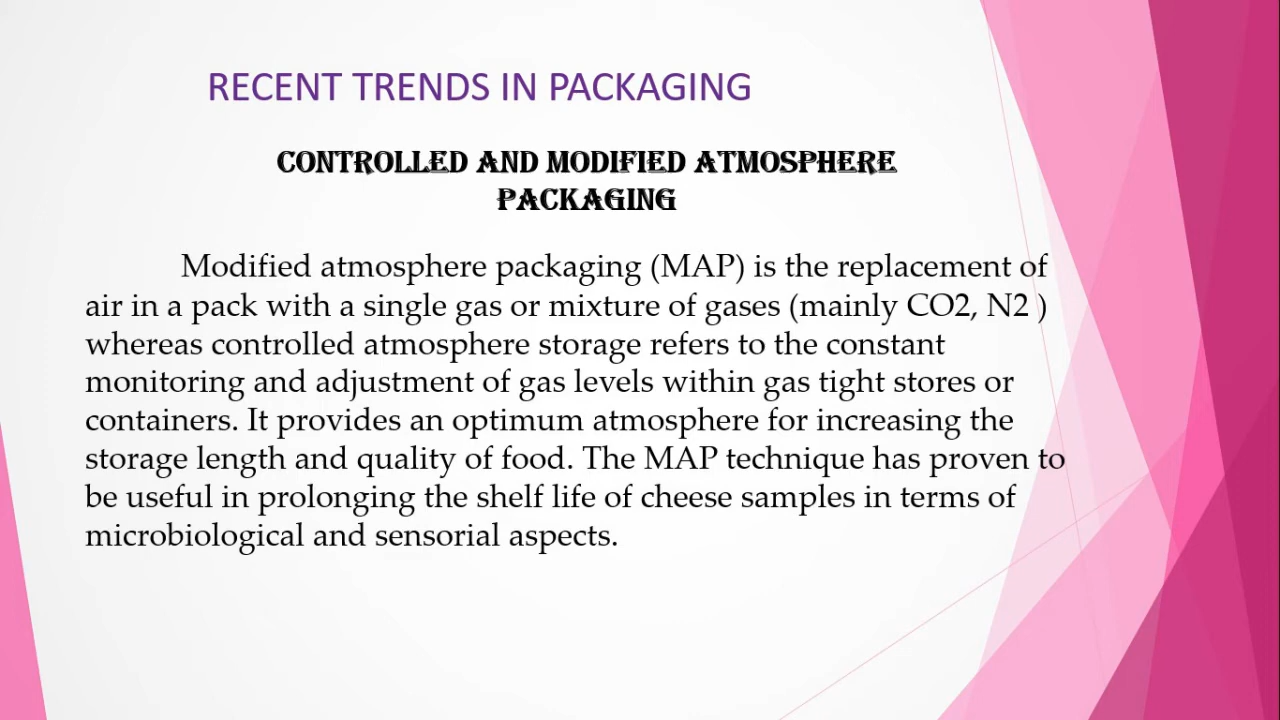 RECENT TRENDS IN PACKAGING
CONTROLLED AND MODIFIED ATMOSPHERE
PACKAGING
Modified atmosphere packaging (MAP) is the replacement of
air in a pack with a single gas or mixture of gases (mainly CO2, N2 )
whereas controlled atmosphere storage refers to the constant
monitoring and adjustment of gas levels within gas tight stores or
containers. It provides an optimum atmosphere for increasing the
storage length and quality of food. The MAP technique has proven to
be useful in prolonging the shelf life of cheese samples in terms of
microbiological and sensorial aspects.